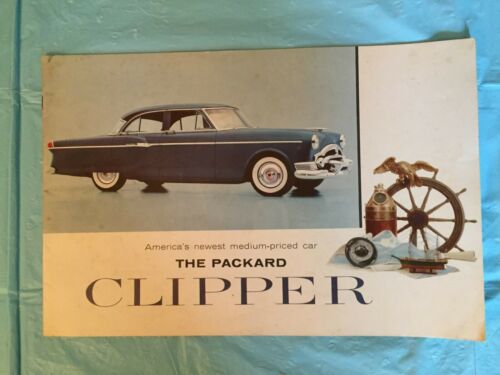 America's newest medium-priced car
THE PACKARD
CLIPPER